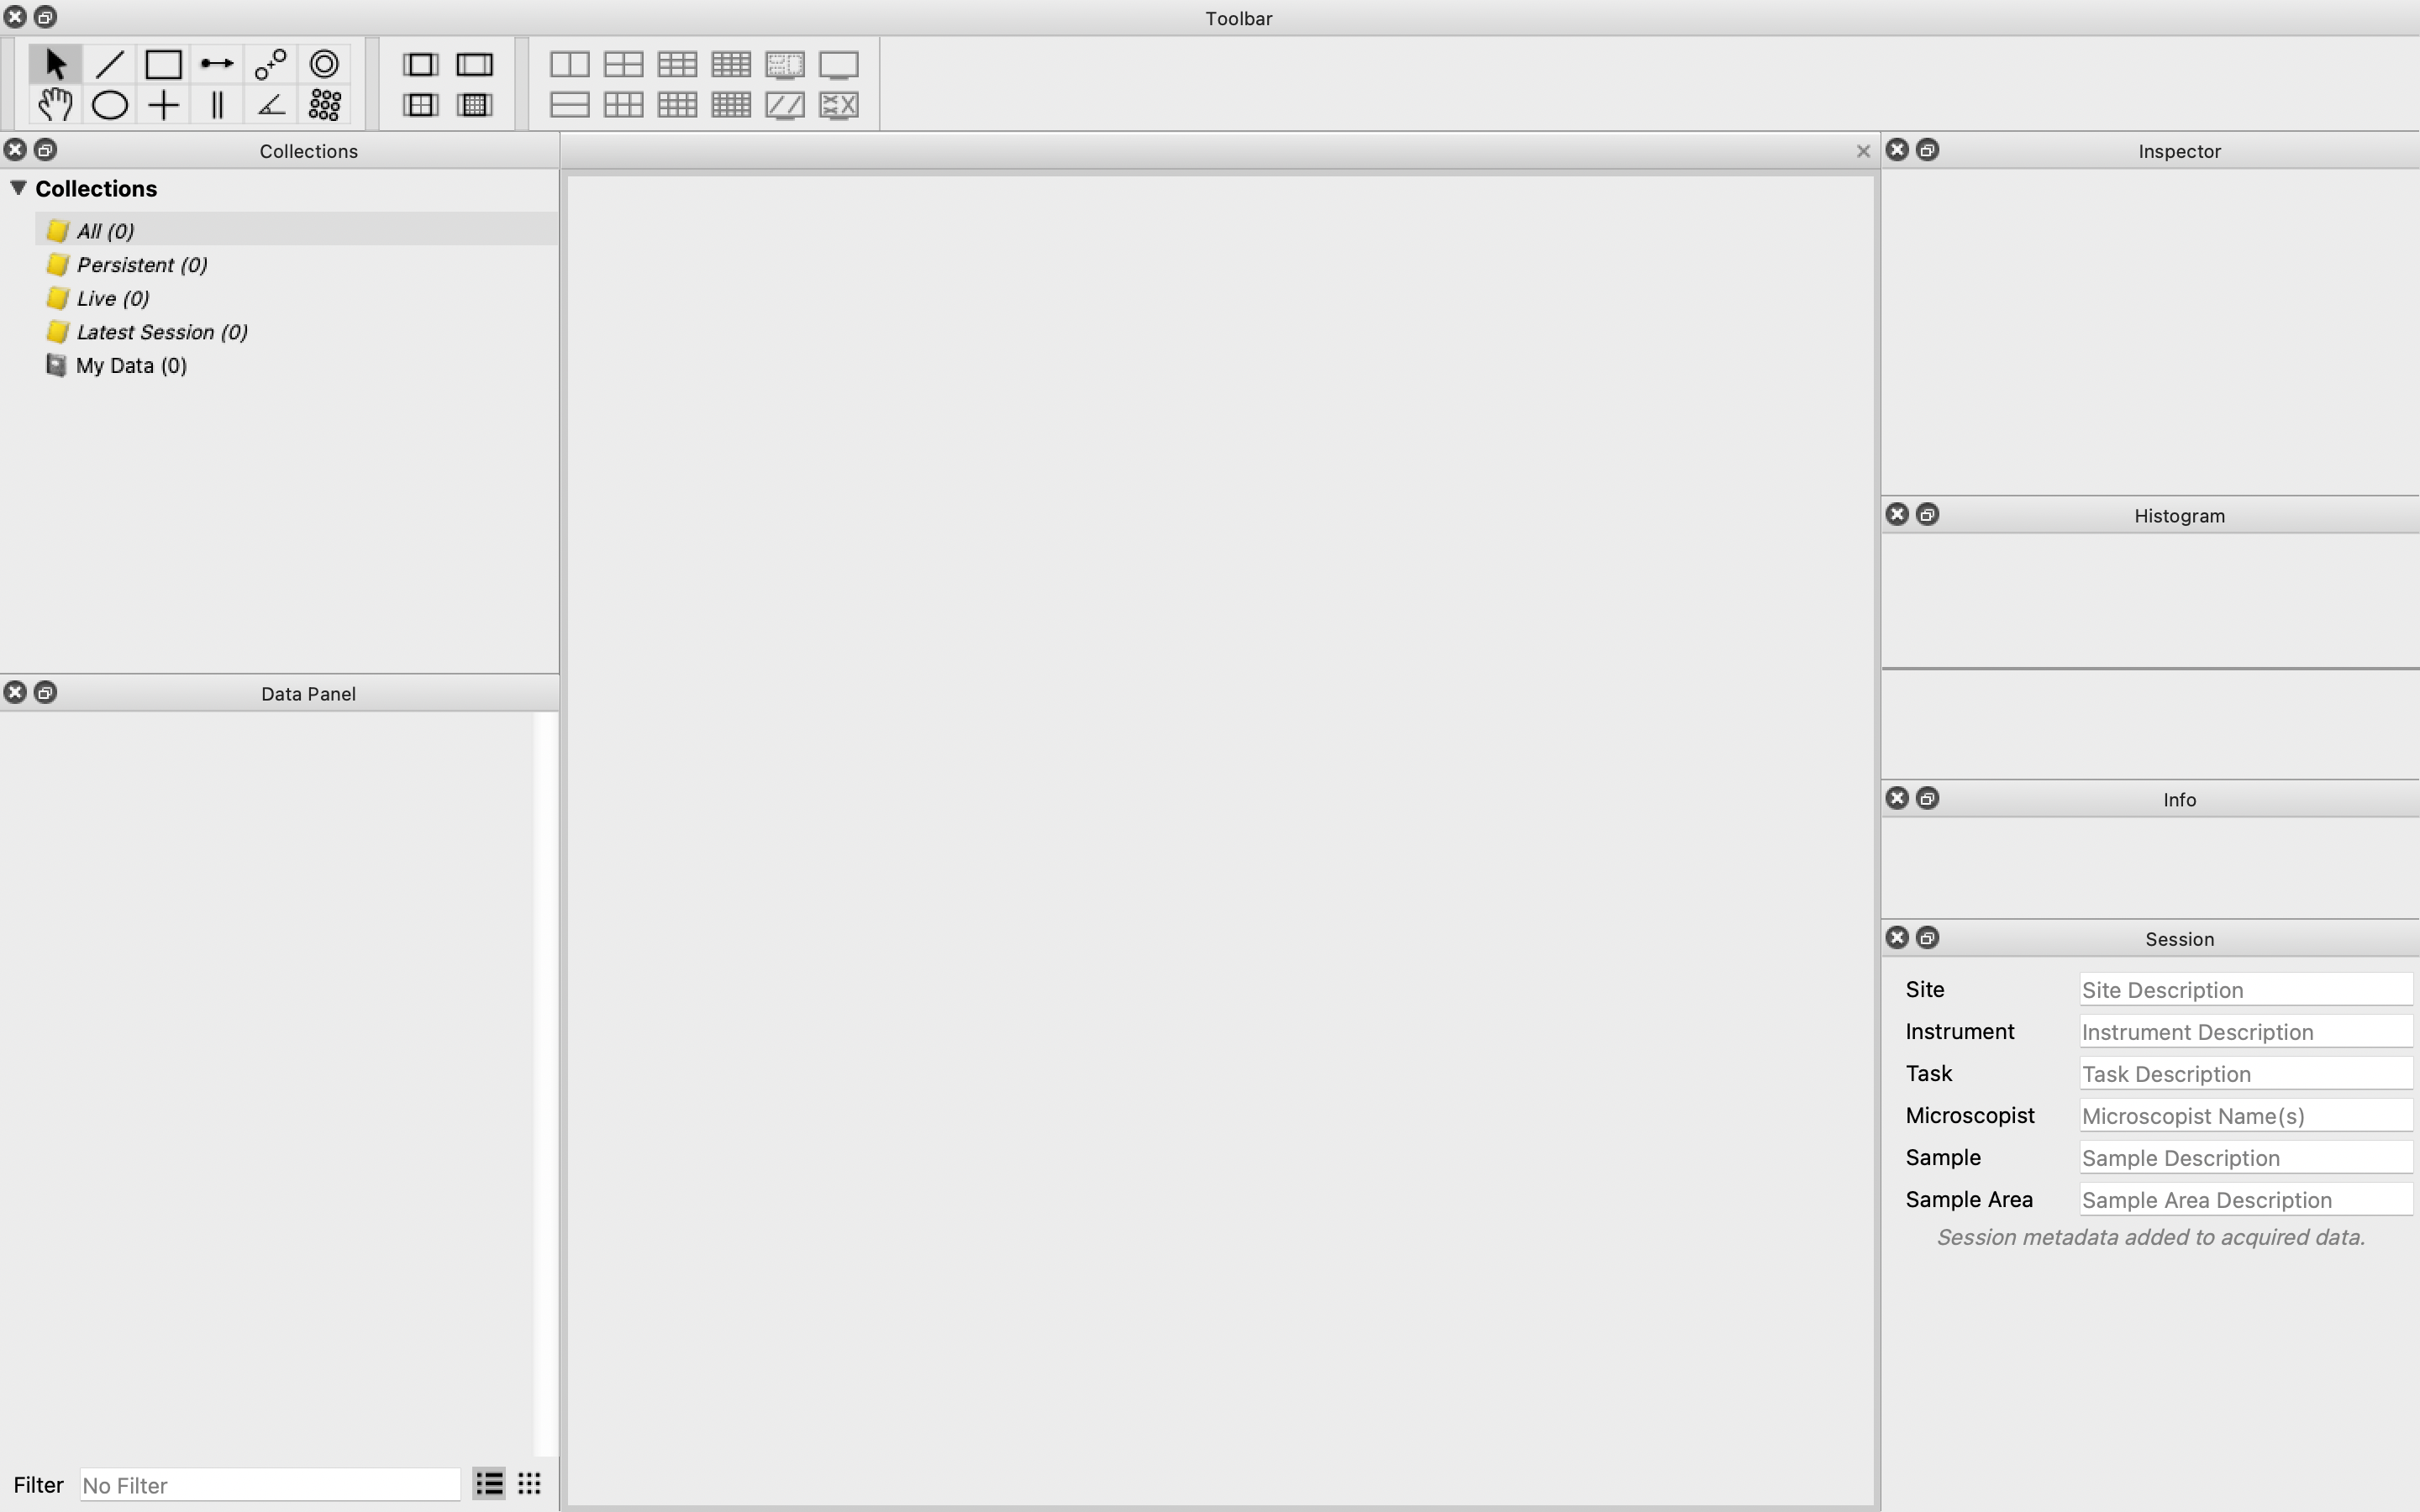 Toolbar
Collections
Collections
All (0)
Persistent (0)
Live (0)
Latest Session (0)
My Data (0)
Data Panel
Filter No Filter
Inspector
Histogram
Info
Session
Site Site Description
Instrument Instrument Description
Task Task Description
Microscopist Microscopist Name(s)
Sample Sample Description
Sample Area Sample Area Description
Session metadata added to acquired data.